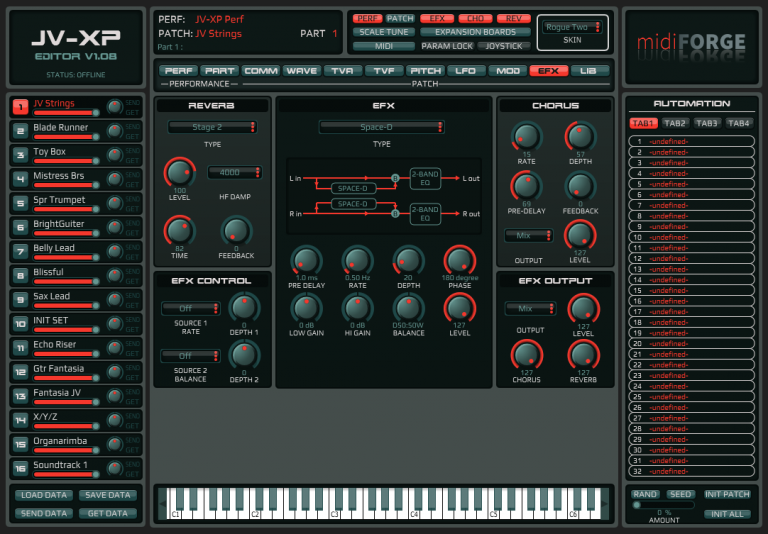 JV-XP
EDITOR V1.08
STATUS: OFFLINE
PERF: JV-XP Perf
PATCH: JV Strings PART 1
Part 1 :
PERF PATCH EFX CHO REV
SCALE TUNE EXPANSION BOARDS
MIDI PARAM LOCK JOYSTICK
Rogue Two
SKIN
midiFORGE
PERF PART COMM WAVE TVA TVF PITCH LFO MOD EFX LIB
PERFORMANCE PATCH
1 JV Strings SEND GET
2 Blade Runner SEND GET
3 Toy Box SEND GET
4 Mistress Brs SEND GET
5 Spr Trumpet SEND GET
6 BrightGuiter SEND GET
7 Belly Lead SEND GET
8 Blissful SEND GET
9 Sax Lead SEND GET
10 INIT SET SEND GET
11 Echo Riser SEND GET
12 Gtr Fantasia SEND GET
13 Fantasia JV SEND GET
14 X/Y/Z SEND GET
15 Organarimba SEND GET
16 Soundtrack 1 SEND GET
LOAD DATA SAVE DATA
SEND DATA GET DATA
REVERB
Stage 2
TYPE
100
LEVEL
4000
HF DAMP
82
TIME
0
FEEDBACK
EFX CONTROL
Off
SOURCE 1
RATE
0
DEPTH 1
Off
SOURCE 2
BALANCE
0
DEPTH 2
EFX
Space-D
TYPE
L in SPACE-D D 2-BAND EQ L out
R in SPACE-D D 2-BAND EQ R out
1.0 ms 0.50 Hz 20 180 degree
PRE DELAY RATE DEPTH PHASE
0 dB 0 dB D50:50W 127
LOW GAIN HI GAIN BALANCE LEVEL
CHORUS
15 57
RATE DEPTH
69 0
PRE-DELAY FEEDBACK
Mix
OUTPUT
127
LEVEL
EFX OUTPUT
Mix
OUTPUT
127
LEVEL
127 127
CHORUS REVERB
C1 C2 C3 C4 C5 C6
AUTOMATION
TAB1 TAB2 TAB3 TAB4
1 -undefined-
2 -undefined-
3 -undefined-
4 -undefined-
5 -undefined-
6 -undefined-
7 -undefined-
8 -undefined-
9 -undefined-
10 -undefined-
11 -undefined-
12 -undefined-
13 -undefined-
14 -undefined-
15 -undefined-
16 -undefined-
17 -undefined-
18 -undefined-
19 -undefined-
20 -undefined-
21 -undefined-
22 -undefined-
23 -undefined-
24 -undefined-
25 -undefined-
26 -undefined-
27 -undefined-
28 -undefined-
29 -undefined-
30 -undefined-
31 -undefined-
32 -undefined-
RAND SEED INIT PATCH
0 %
AMOUNT
INIT ALL